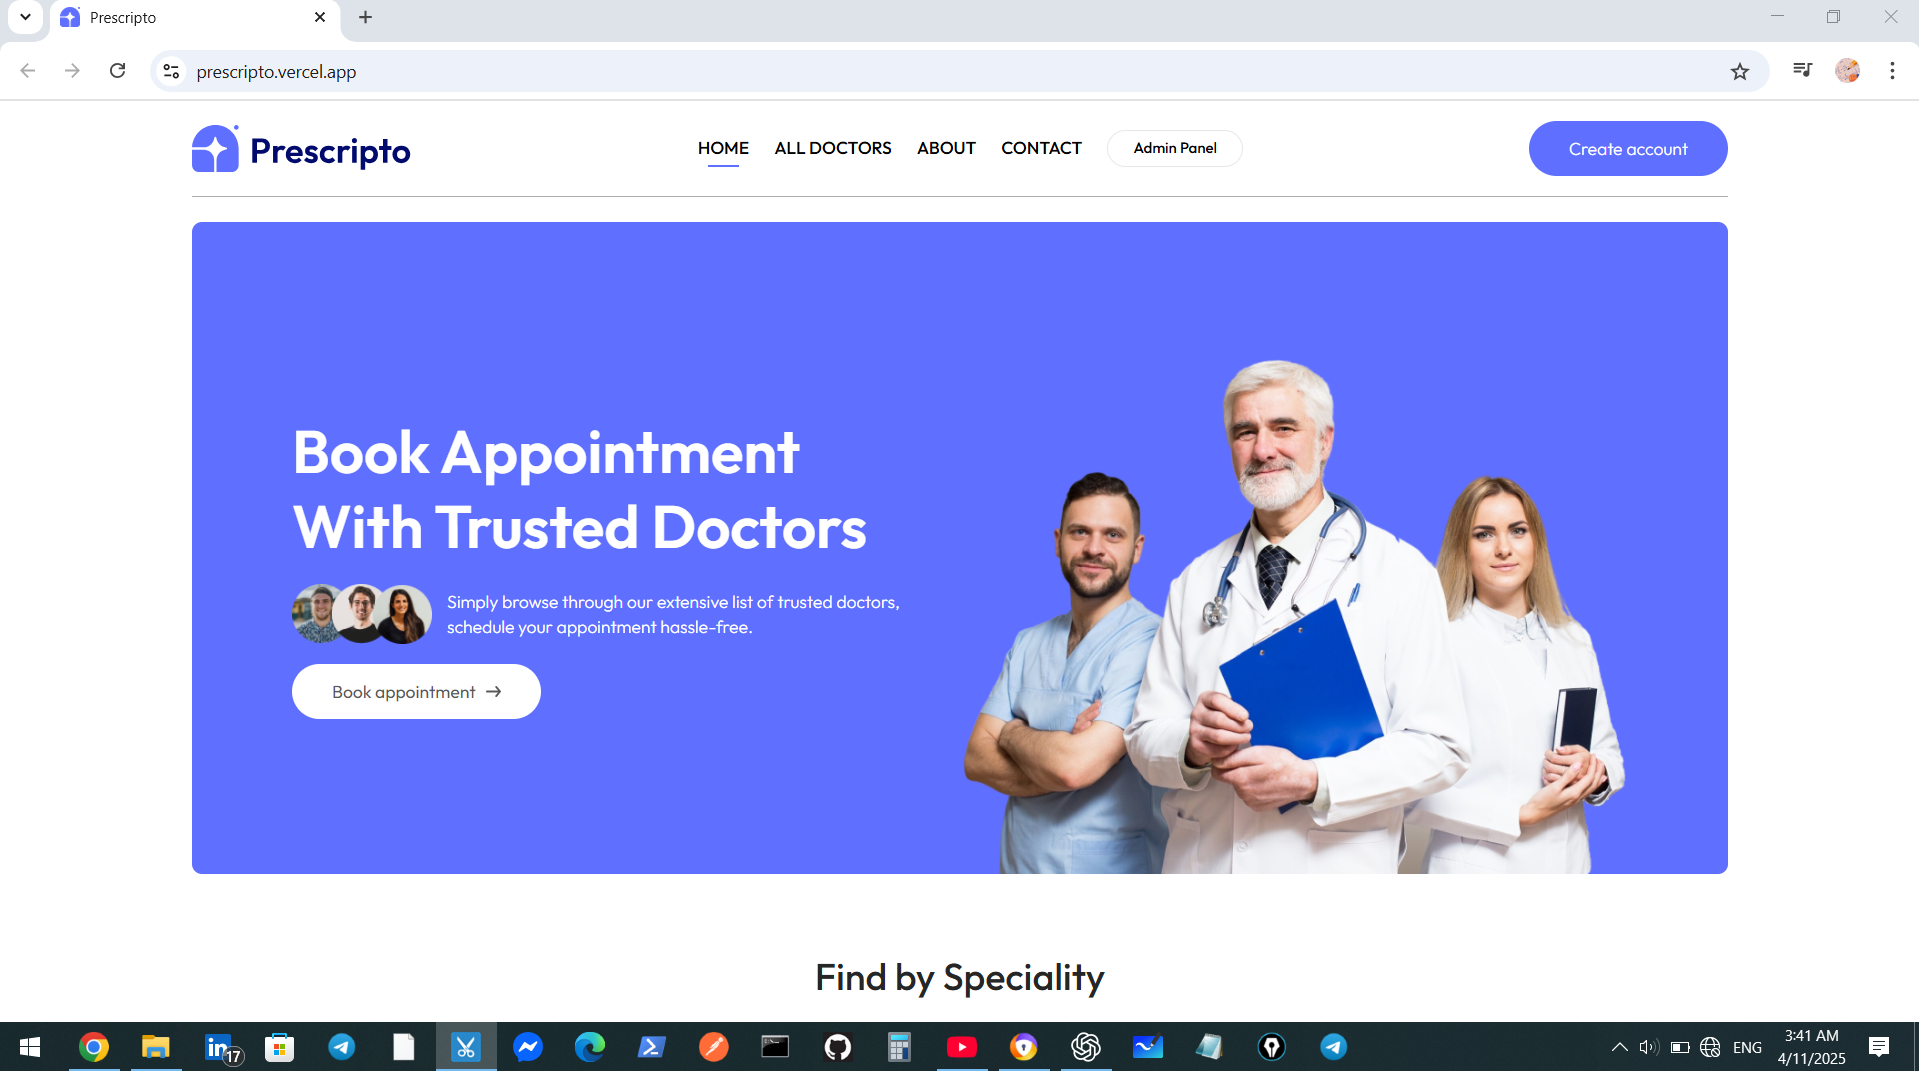 Prescripto
prescripto.vercel.app
Prescripto
HOME
ALL DOCTORS
ABOUT
CONTACT
Admin Panel
Create account
Book Appointment
With Trusted Doctors
Simply browse through our extensive list of trusted doctors,
schedule your appointment hassle-free.
Book appointment →
Find by Speciality
in
17
ENG
3:41 AM
4/11/2025